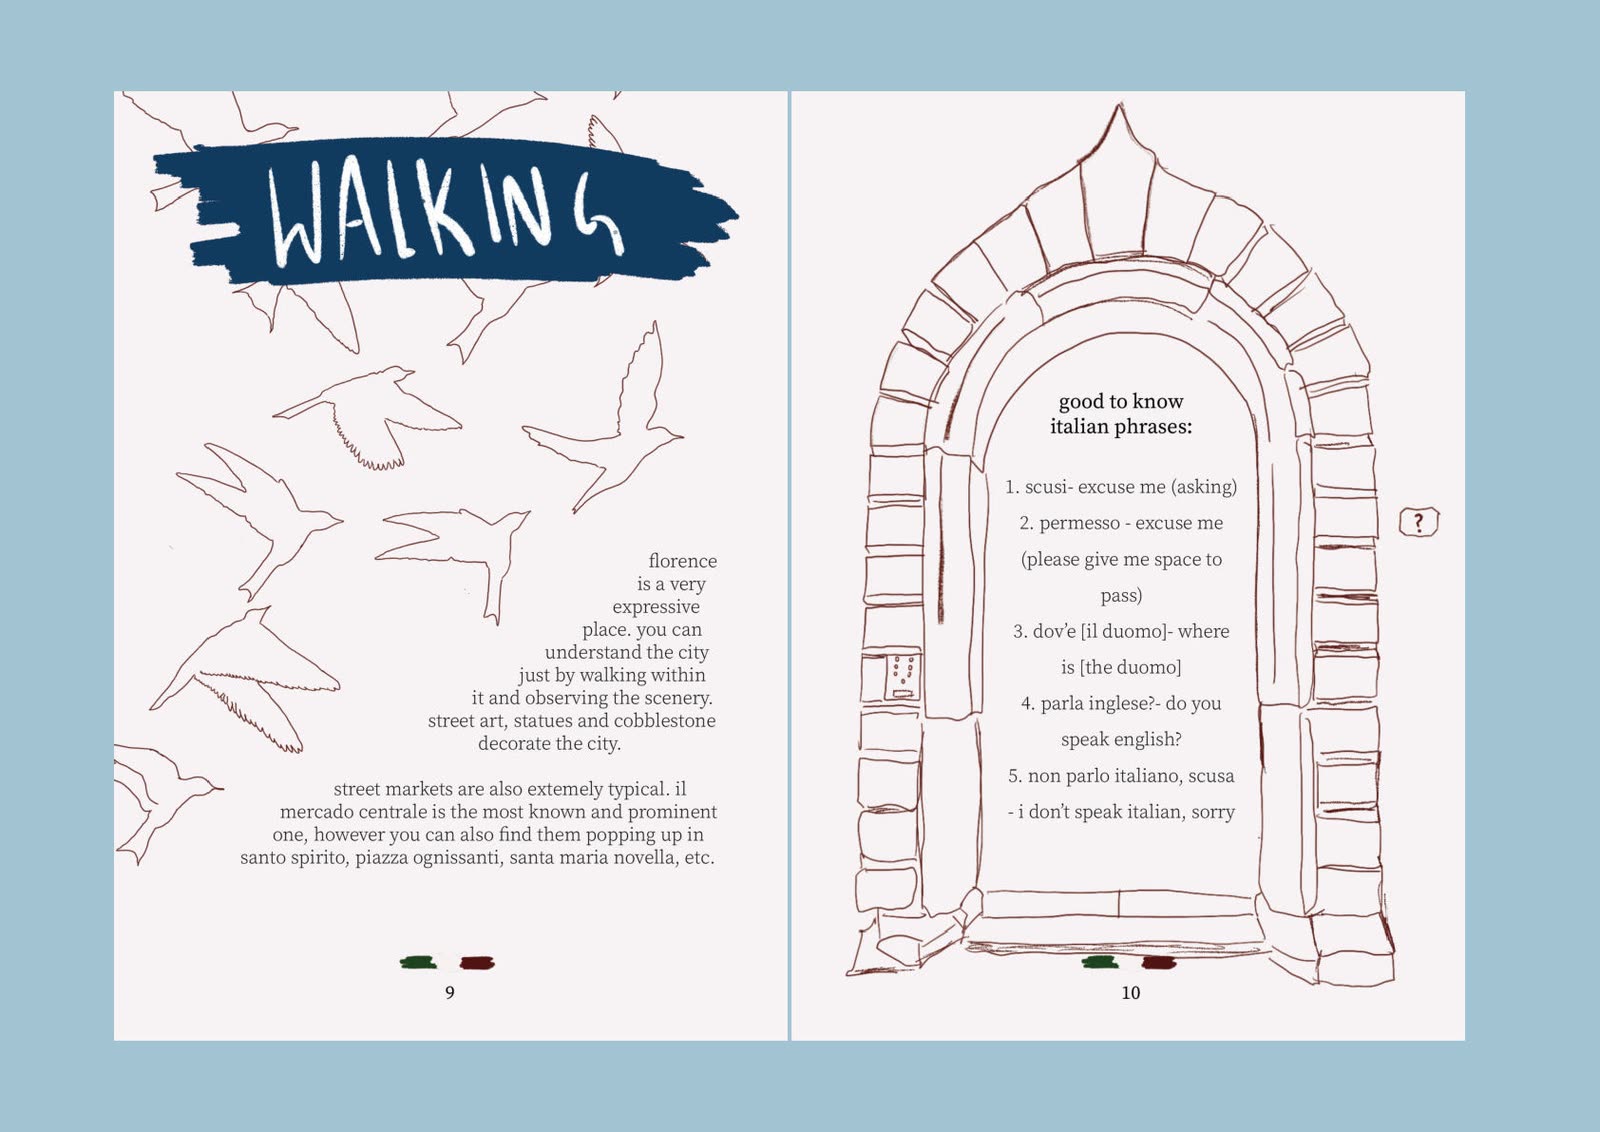 WALKING
florence
is a very
expressive
place. you can
understand the city
just by walking within
it and observing the scenery.
street art, statues and cobblestone
decorate the city.
street markets are also extemely typical. il
mercado centrale is the most known and prominent
one, however you can also find them popping up in
santo spirito, piazza ognissanti, santa maria novella, etc.
9
good to know
italian phrases:
1. scusi- excuse me (asking)
2. permesso - excuse me
(please give me space to
pass)
3. dov’e [il duomo]- where
is [the duomo]
4. parla inglese?- do you
speak english?
5. non parlo italiano, scusa
- i don’t speak italian, sorry
?
10